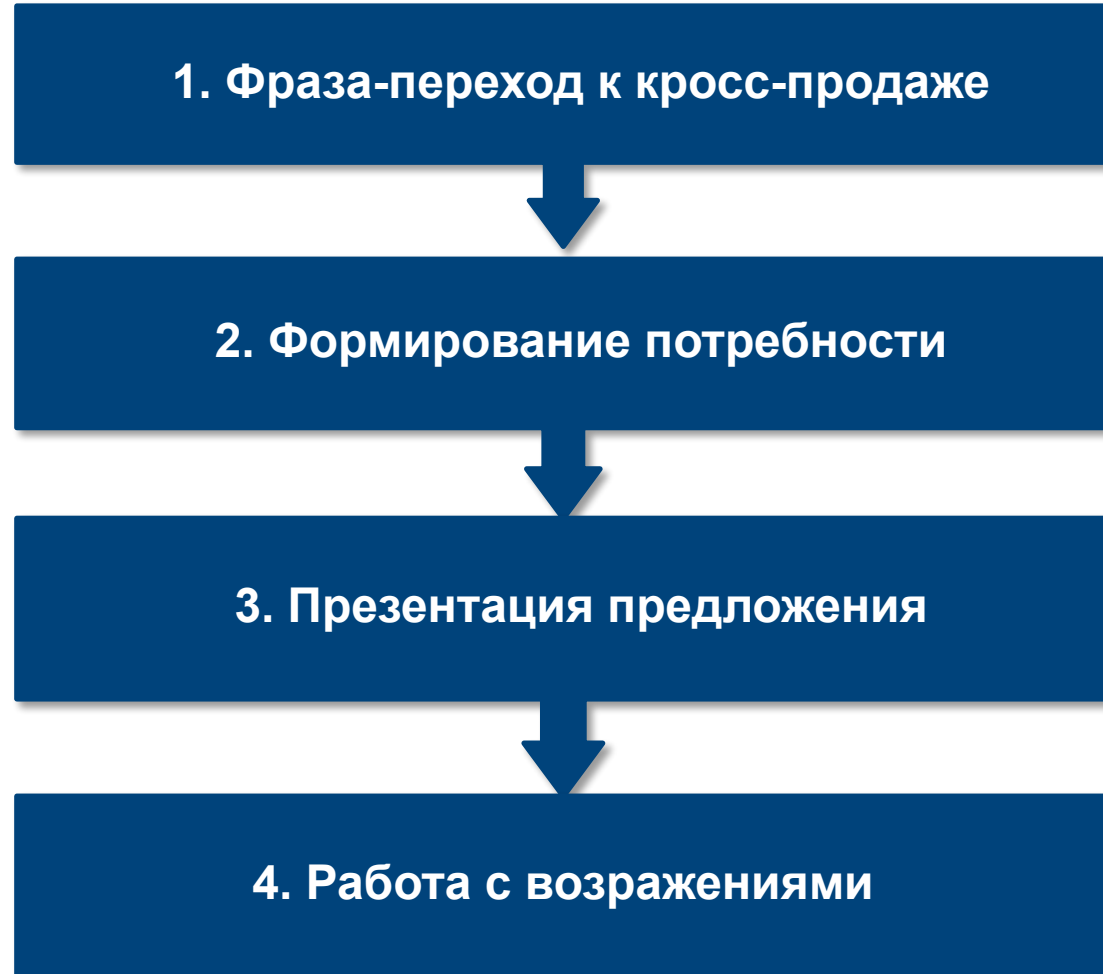 1. Фраза-переход к кросс-продаже
2. Формирование потребности
3. Презентация предложения
4. Работа с возражениями